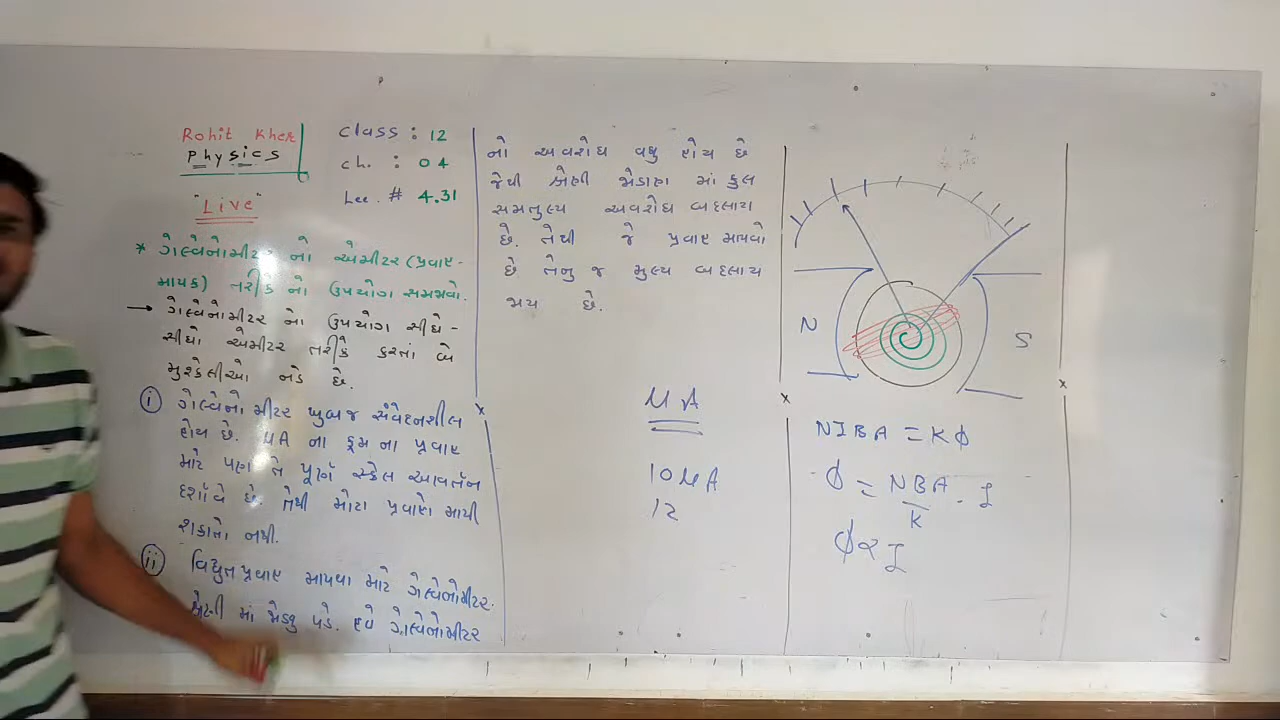 Rohit Kher
Physics
"Live"
class : 12
ch. : 04
Lec. # 4.31
* ગેલ્વેનોમીટર નો એમીટર (પ્રવાહ-
માપક) તરીકે નો ઉપયોગ સમજાવો.
→ ગેલ્વેનોમીટર નો ઉપયોગ સીધે-
સીધો એમીટર તરીકે કરતાં બે
મુશ્કેલીઓ નડે છે.
i ગેલ્વેનોમીટર ખુબજ સંવેદનશીલ
હોય છે. μA ના ક્રમ ના પ્રવાહ
માટે પણ તે પૂર્ણ સ્કેલ આવર્તન
દર્શાવે છે. તેથી મોટા પ્રવાહો માપી
શકાતો નથી.
ii વિદ્યુતપ્રવાહ માપવા માટે ગેલ્વેનોમીટર
શ્રેણી માં જોડવુ પડે. હવે ગેલ્વેનોમીટર
નો અવરોધ વધુ હોય છે
જેથી શ્રેણી જોડાણ માં કુલ
સમતુલ્ય અવરોધ બદલાય
છે. તેથી જે પ્રવાહ માપવો
છે તેનુ જ મુલ્ય બદલાય
જાય છે.
μA
10 μA
12
N
S
NIBA = Kϕ
ϕ = NBA/K . I
ϕ ∝ I